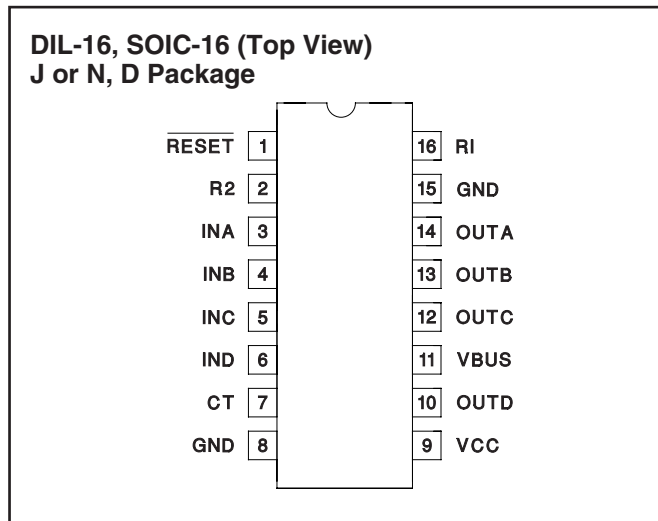 DIL-16, SOIC-16 (Top View)
J or N, D Package
RESET 1 16 RI
R2 2 15 GND
INA 3 14 OUTA
INB 4 13 OUTB
INC 5 12 OUTC
IND 6 11 VBUS
CT 7 10 OUTD
GND 8 9 VCC